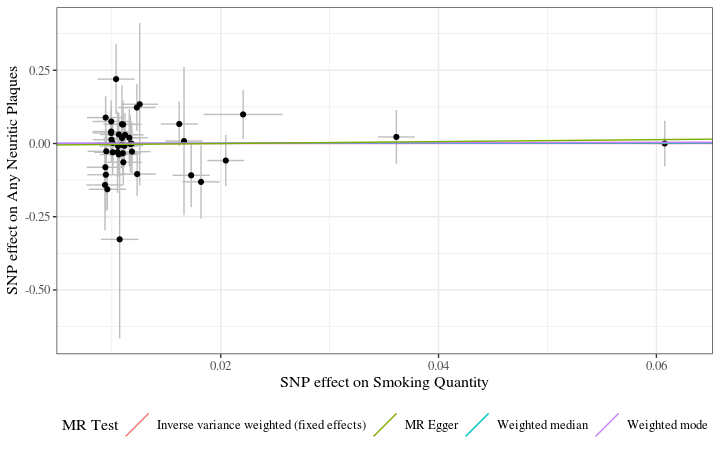 SNP effect on Any Neuritic Plaques
0.25
0.00
-0.25
-0.50
0.02
0.04
0.06
SNP effect on Smoking Quantity
MR Test
Inverse variance weighted (fixed effects)
MR Egger
Weighted median
Weighted mode